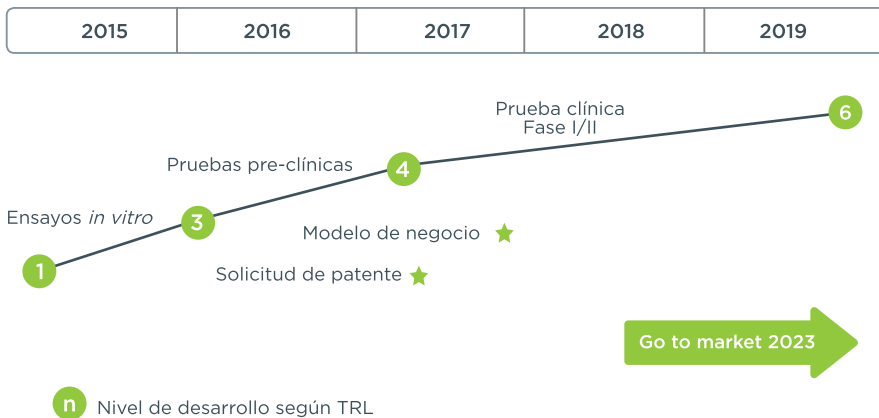 2015 2016 2017 2018 2019
Prueba clínica
Fase I/II
6
Pruebas pre-clínicas
4
Ensayos in vitro
3
Modelo de negocio
1
Solicitud de patente
Go to market 2023
n Nivel de desarrollo según TRL